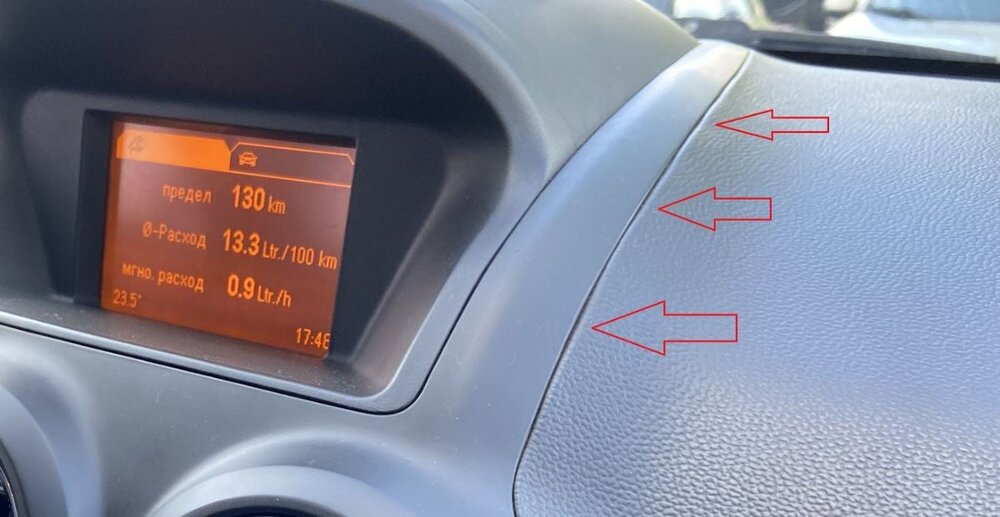 предел 130 km
Ø-Расход 13.3 Ltr./100 km
мгно. расход 0.9 Ltr./h
23.5°
17:48